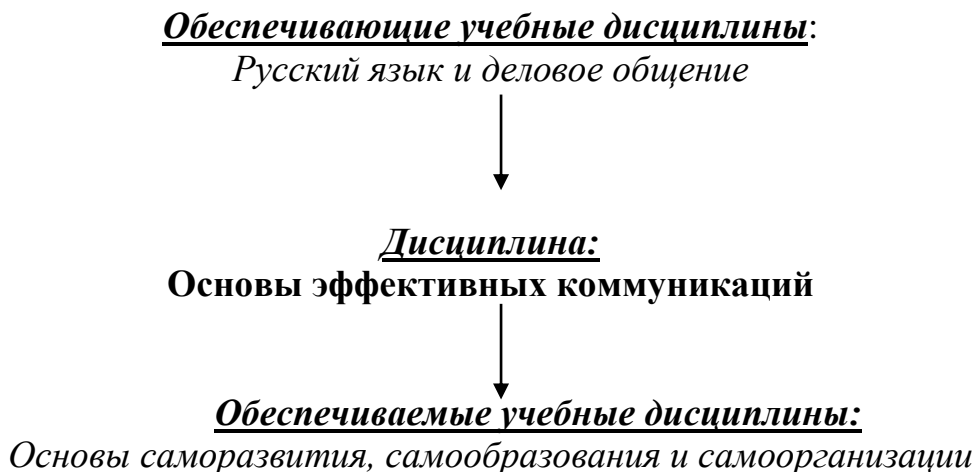 Обеспечивающие учебные дисциплины:
Русский язык и деловое общение
Дисциплина:
Основы эффективных коммуникаций
Обеспечиваемые учебные дисциплины:
Основы саморазвития, самообразования и самоорганизации